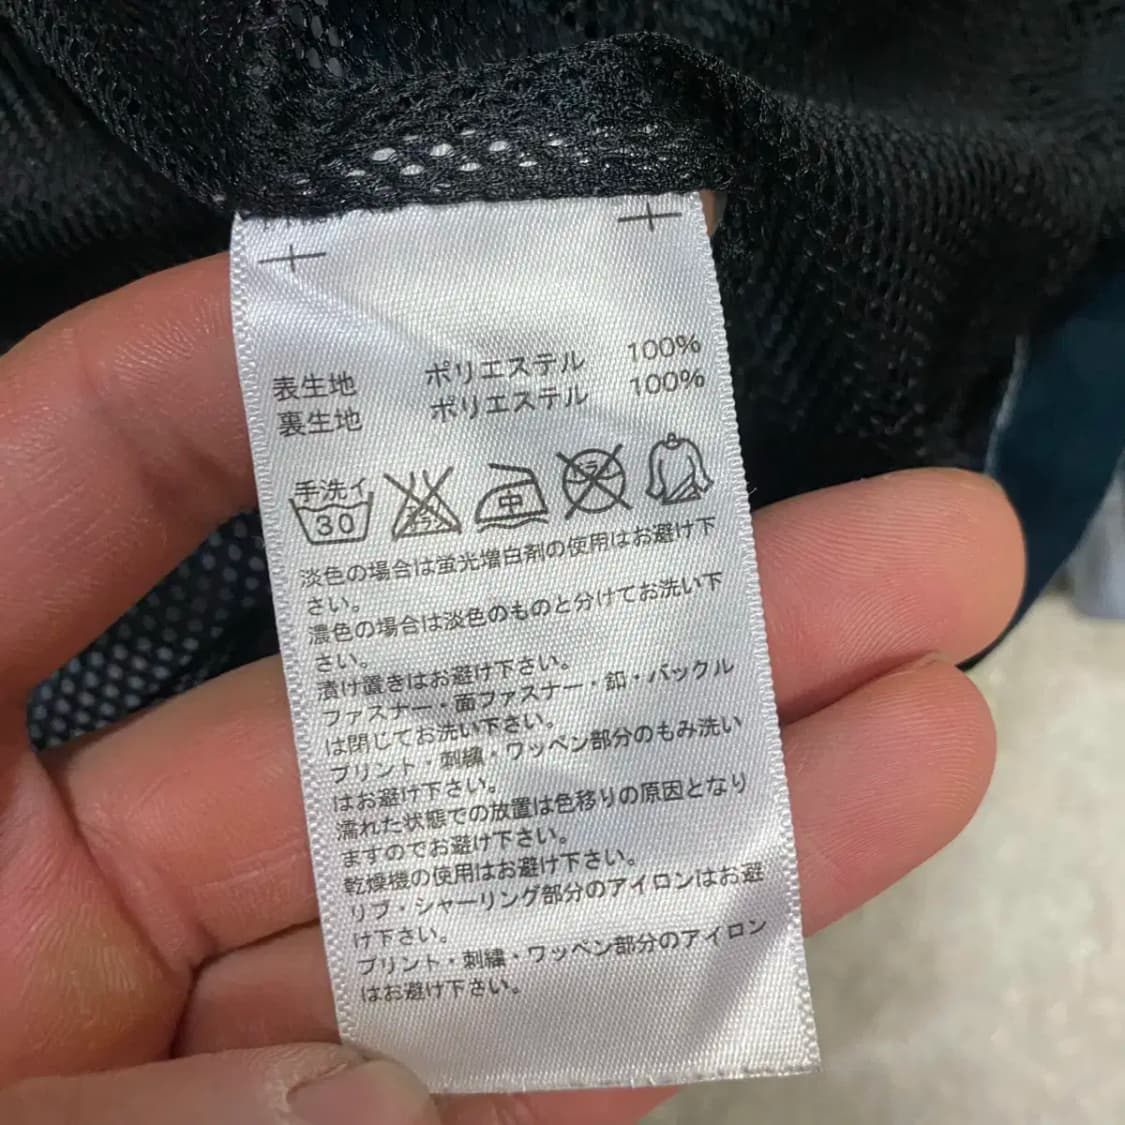 表生地 ポリエステル 100%
裏生地 ポリエステル 100%
手洗イ
30
エンソサラシ
中
ドライ
淡色の場合は蛍光増白剤の使用はお避け下
さい。
濃色の場合は淡色のものと分けてお洗い下
さい。
漬け置きはお避け下さい。
ファスナー・面ファスナー・釦・バックル
は閉じてお洗い下さい。
プリント・刺繍・ワッペン部分のもみ洗い
はお避け下さい。
濡れた状態での放置は色移りの原因となり
ますのでお避け下さい。
乾燥機の使用はお避け下さい。
リブ・シャーリング部分のアイロンはお避
け下さい。
プリント・刺繍・ワッペン部分のアイロン
はお避け下さい。